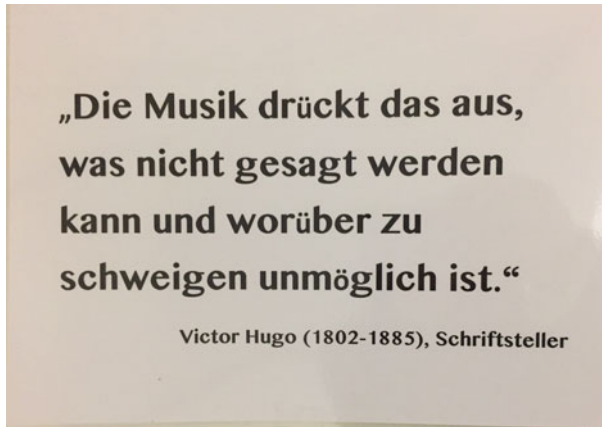 „Die Musik drückt das aus,
was nicht gesagt werden
kann und worüber zu
schweigen unmöglich ist.“
Victor Hugo (1802-1885), Schriftsteller